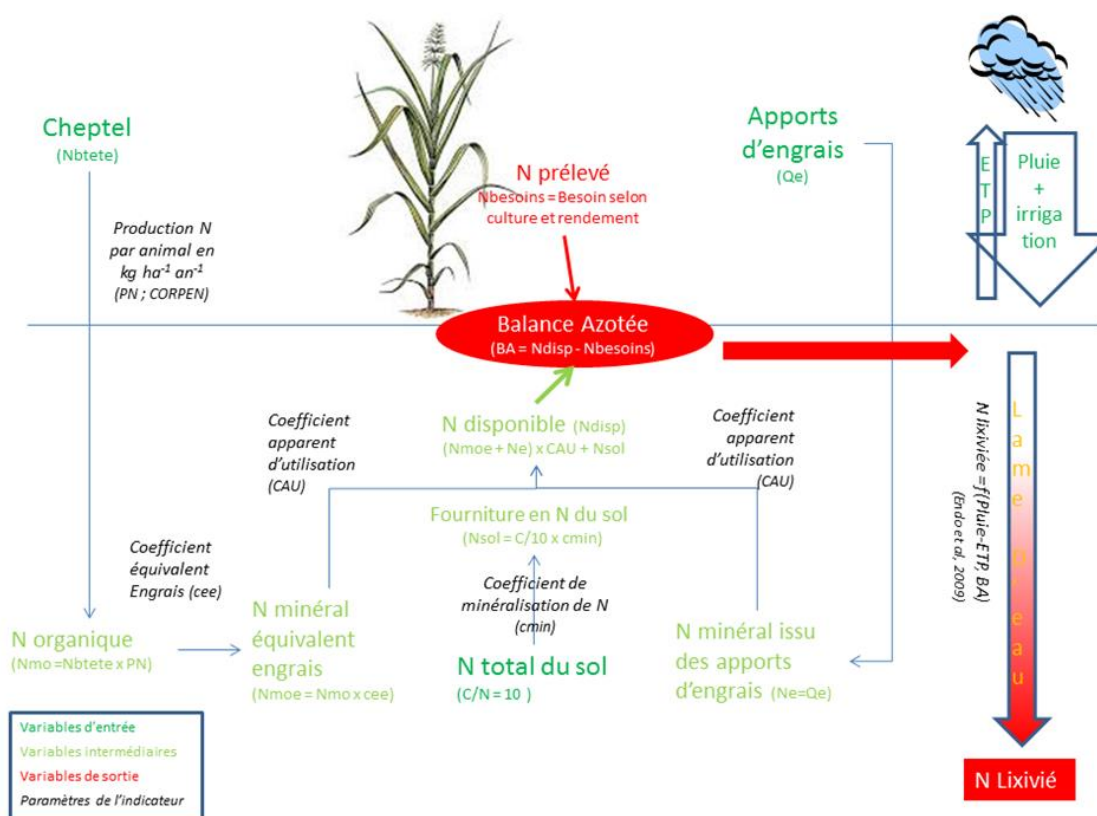 Cheptel
(Nbtete)
Production N
par animal en
kg ha⁻¹ an⁻¹
(PN ; CORPEN)
N prélevé
Nbesoins = Besoin selon
culture et rendement
Apports
d'engrais
(Qe)
ETP
Pluie
+
irriga
tion
Balance Azotée
(BA = Ndisp - Nbesoins)
Coefficient
apparent
d'utilisation
(CAU)
N disponible (Ndisp)
(Nmoe + Ne) x CAU + Nsol
Coefficient
apparent
d'utilisation
(CAU)
Fourniture en N du sol
(Nsol = C/10 x cmin)
Coefficient
équivalent
Engrais (cee)
Coefficient de
minéralisation de N
(cmin)
N organique
(Nmo =Nbtete x PN)
N minéral
équivalent
engrais
(Nmoe = Nmo x cee)
N total du sol
(C/N = 10 )
N minéral issu
des apports
d'engrais (Ne=Qe)
N lixiviée =f(Pluie-ETP, BA)
(Endo et al, 2009)
Lame D'eau
N Lixivié
Variables d'entrée
Variables intermédiaires
Variables de sortie
Paramètres de l'indicateur